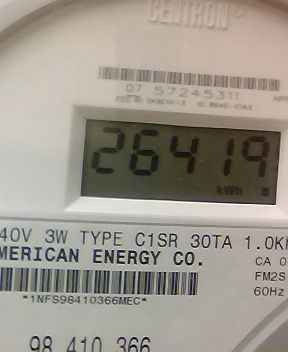 CENTRON
07 57245311
26419
kWh
40V 3W TYPE C1SR 30TA 1.0K
MERICAN ENERGY CO.
CA 0
FM2S
60Hz
*1NFS98410366MEC*
98 410 366